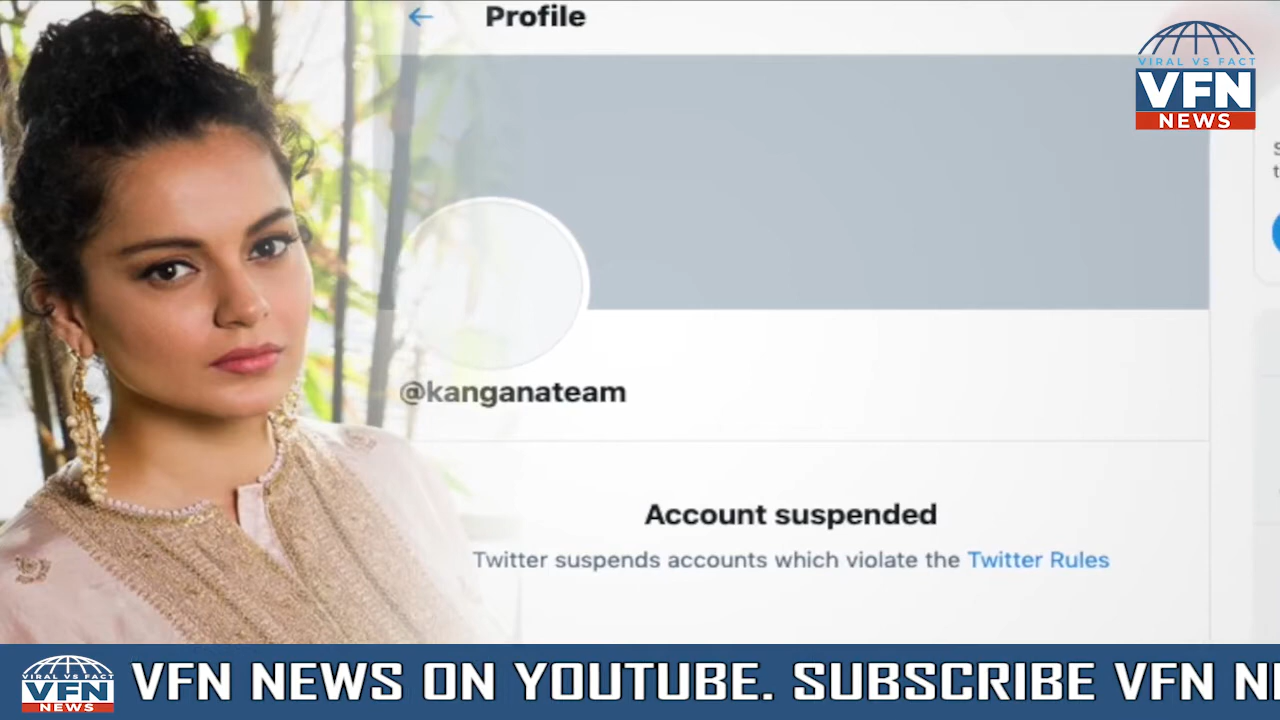 Profile
VIRAL VS FACT
VFN
NEWS
@kanganateam
Account suspended
Twitter suspends accounts which violate the Twitter Rules
VIRAL VS FACT
VFN
NEWS
VFN NEWS ON YOUTUBE. SUBSCRIBE VFN